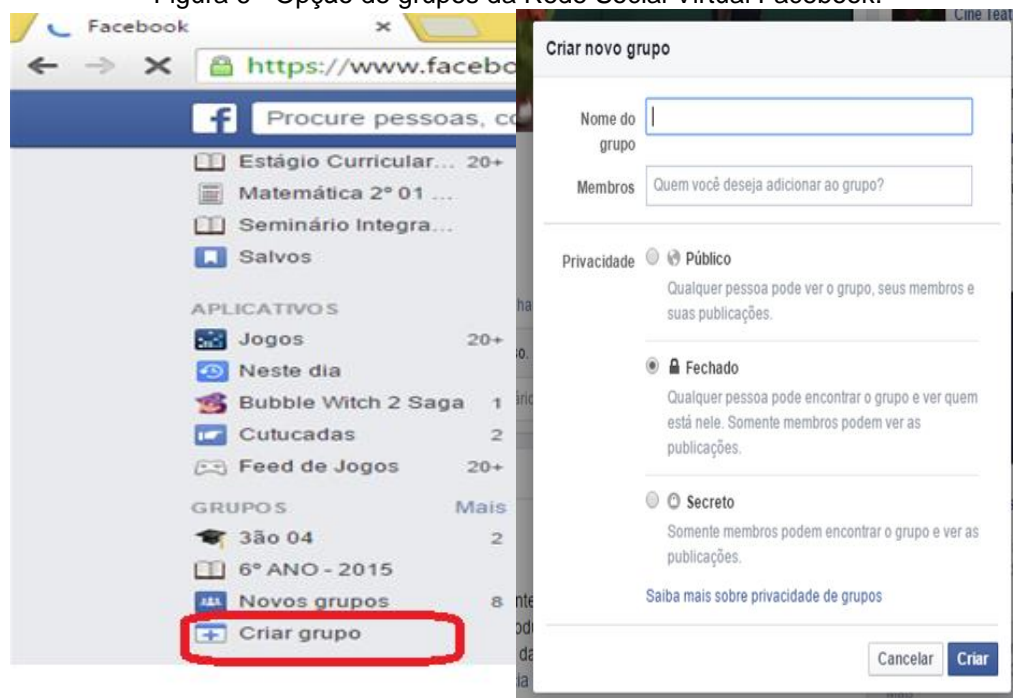 Opção de grupos da Rede Social Virtual Facebook.
Facebook
https://www.facebo
Procure pessoas, co
Estágio Curricular... 20+
Matemática 2º 01 ...
Seminário Integra...
Salvos
APLICATIVOS
Jogos 20+
Neste dia
Bubble Witch 2 Saga 1
Cutucadas 2
Feed de Jogos 20+
GRUPOS Mais
3ão 04 2
6º ANO - 2015
Novos grupos 8
Criar grupo
Cine Teat
Criar novo grupo
Nome do
grupo
Membros Quem você deseja adicionar ao grupo?
Privacidade Público
Qualquer pessoa pode ver o grupo, seus membros e
suas publicações.
Fechado
Qualquer pessoa pode encontrar o grupo e ver quem
está nele. Somente membros podem ver as
publicações.
Secreto
Somente membros podem encontrar o grupo e ver as
publicações.
Saiba mais sobre privacidade de grupos
Cancelar Criar